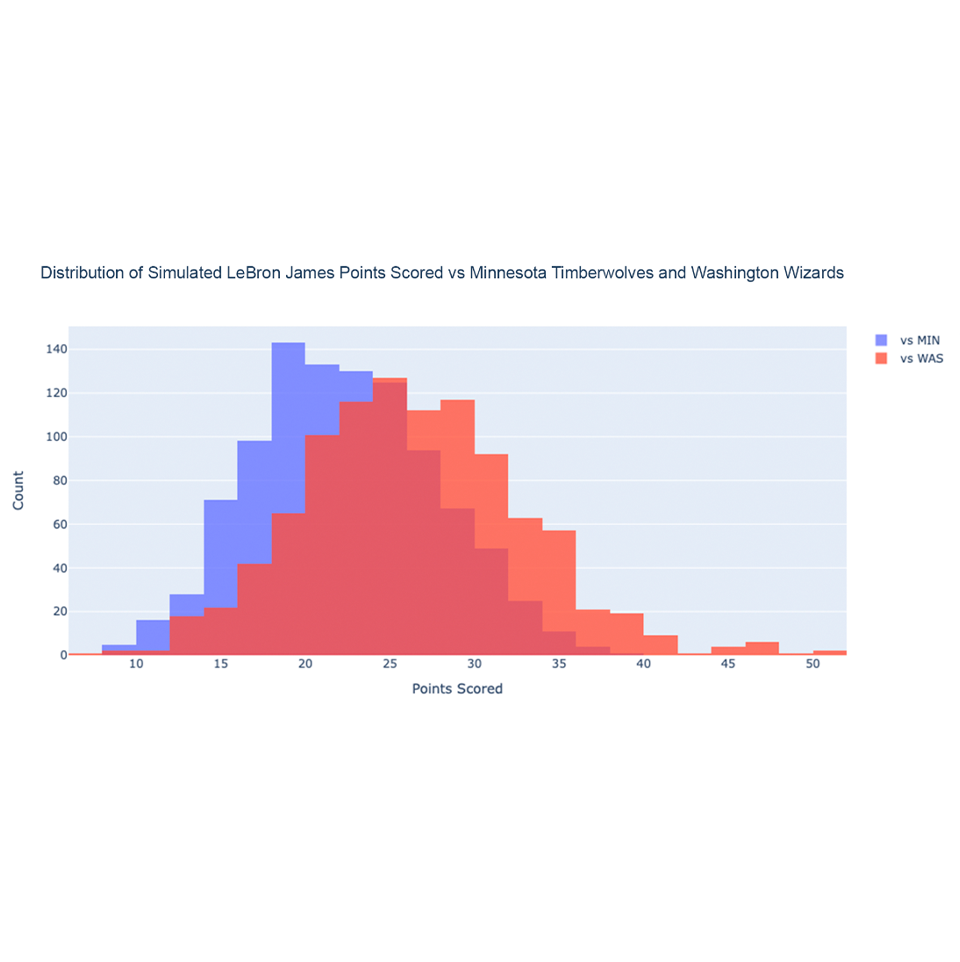 Distribution of Simulated LeBron James Points Scored vs Minnesota Timberwolves and Washington Wizards
vs MIN
vs WAS
140
120
100
80
60
40
20
0
Count
10 15 20 25 30 35 40 45 50
Points Scored